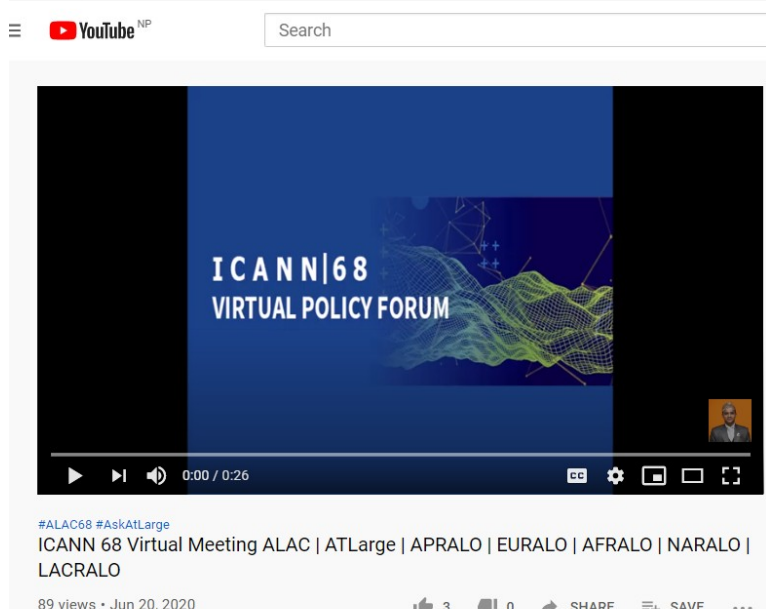 YouTube NP
Search
ICANN|68
VIRTUAL POLICY FORUM
0:00 / 0:26
CC
#ALAC68 #AskAtLarge
ICANN 68 Virtual Meeting ALAC | ATLarge | APRALO | EURALO | AFRALO | NARALO |
LACRALO
89 views • Jun 20, 2020
3
0
SHARE
SAVE